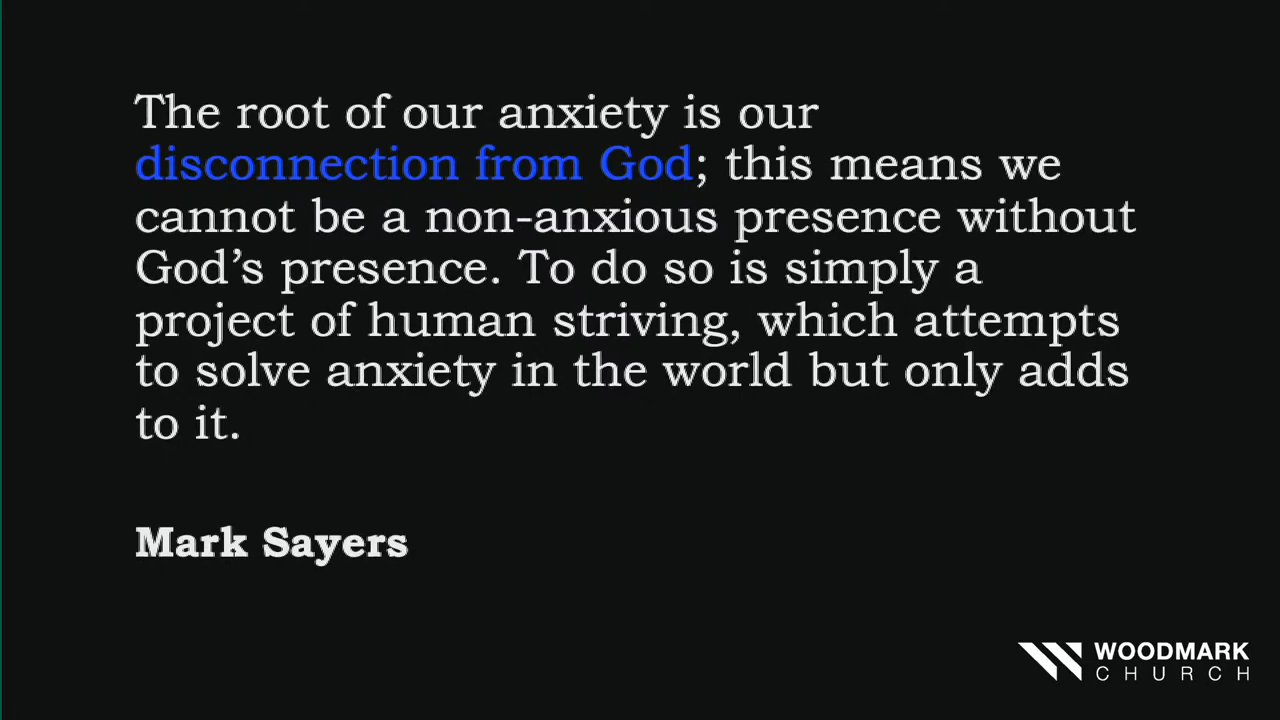 The root of our anxiety is our
disconnection from God; this means we
cannot be a non-anxious presence without
God’s presence. To do so is simply a
project of human striving, which attempts
to solve anxiety in the world but only adds
to it.
Mark Sayers
WOODMARK
CHURCH